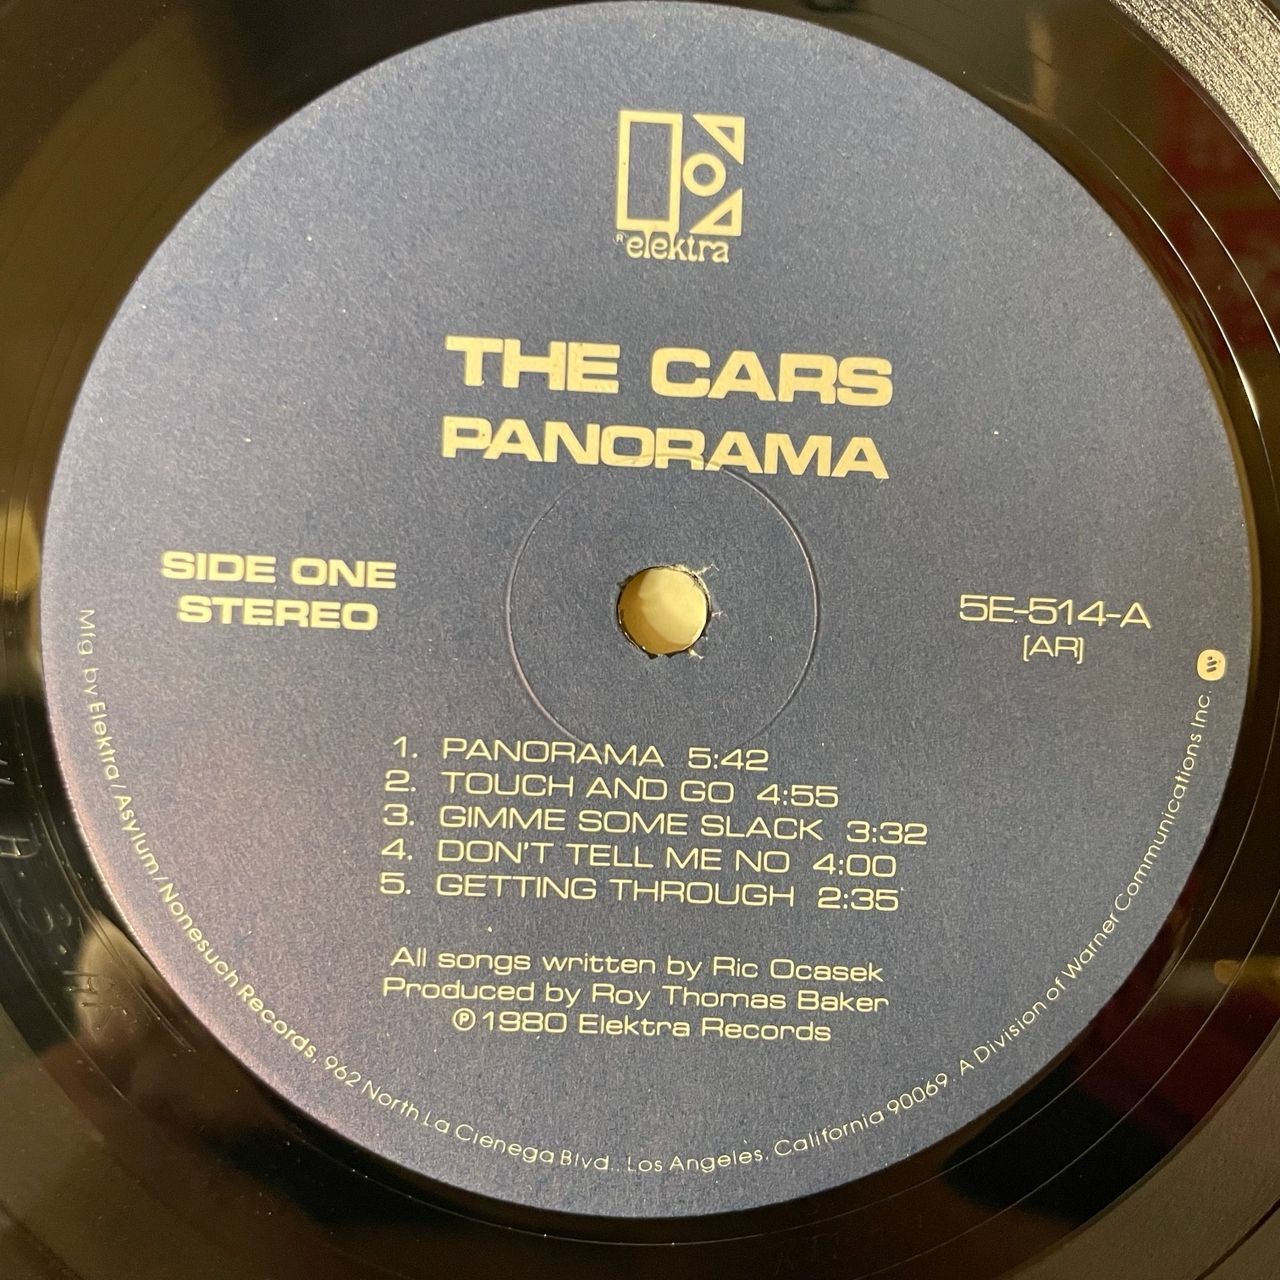 ® elektra
THE CARS
PANORAMA
SIDE ONE
STEREO
5E-514-A
[AR]
1. PANORAMA 5:42
2. TOUCH AND GO 4:55
3. GIMME SOME SLACK 3:32
4. DON'T TELL ME NO 4:00
5. GETTING THROUGH 2:35
All songs written by Ric Ocasek
Produced by Roy Thomas Baker
℗ 1980 Elektra Records
Mfg. by Elektra/Asylum/Nonesuch Records, 962 North La Cienega Blvd., Los Angeles, California 90069. A Division of Warner Communications Inc.